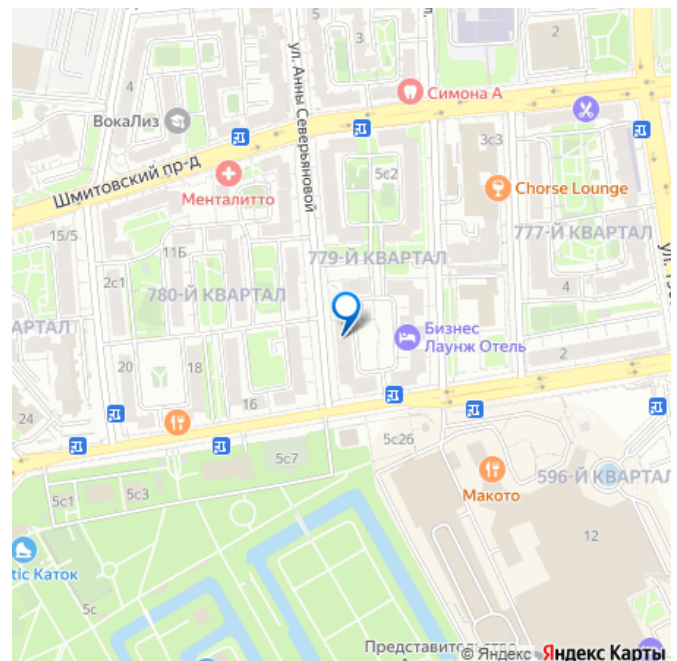 ул. Анны Северьяновой
2
4
Симона А
ВокаЛиз
3с3
Шмитовский пр-д
5с2
Менталитто
Chorse Lounge
15/5
777-Й КВАРТАЛ
11Б
779-Й КВАРТАЛ
2с1
780-Й КВАРТАЛ
4
АРТАЛ
Бизнес
Лаунж Отель
2
20
18
16
24
5с26
5с7
596-Й КВАРТАЛ
5с1
5с3
Макото
12
tic Каток
5с
Представительство
© Яндекс Яндекс Карты